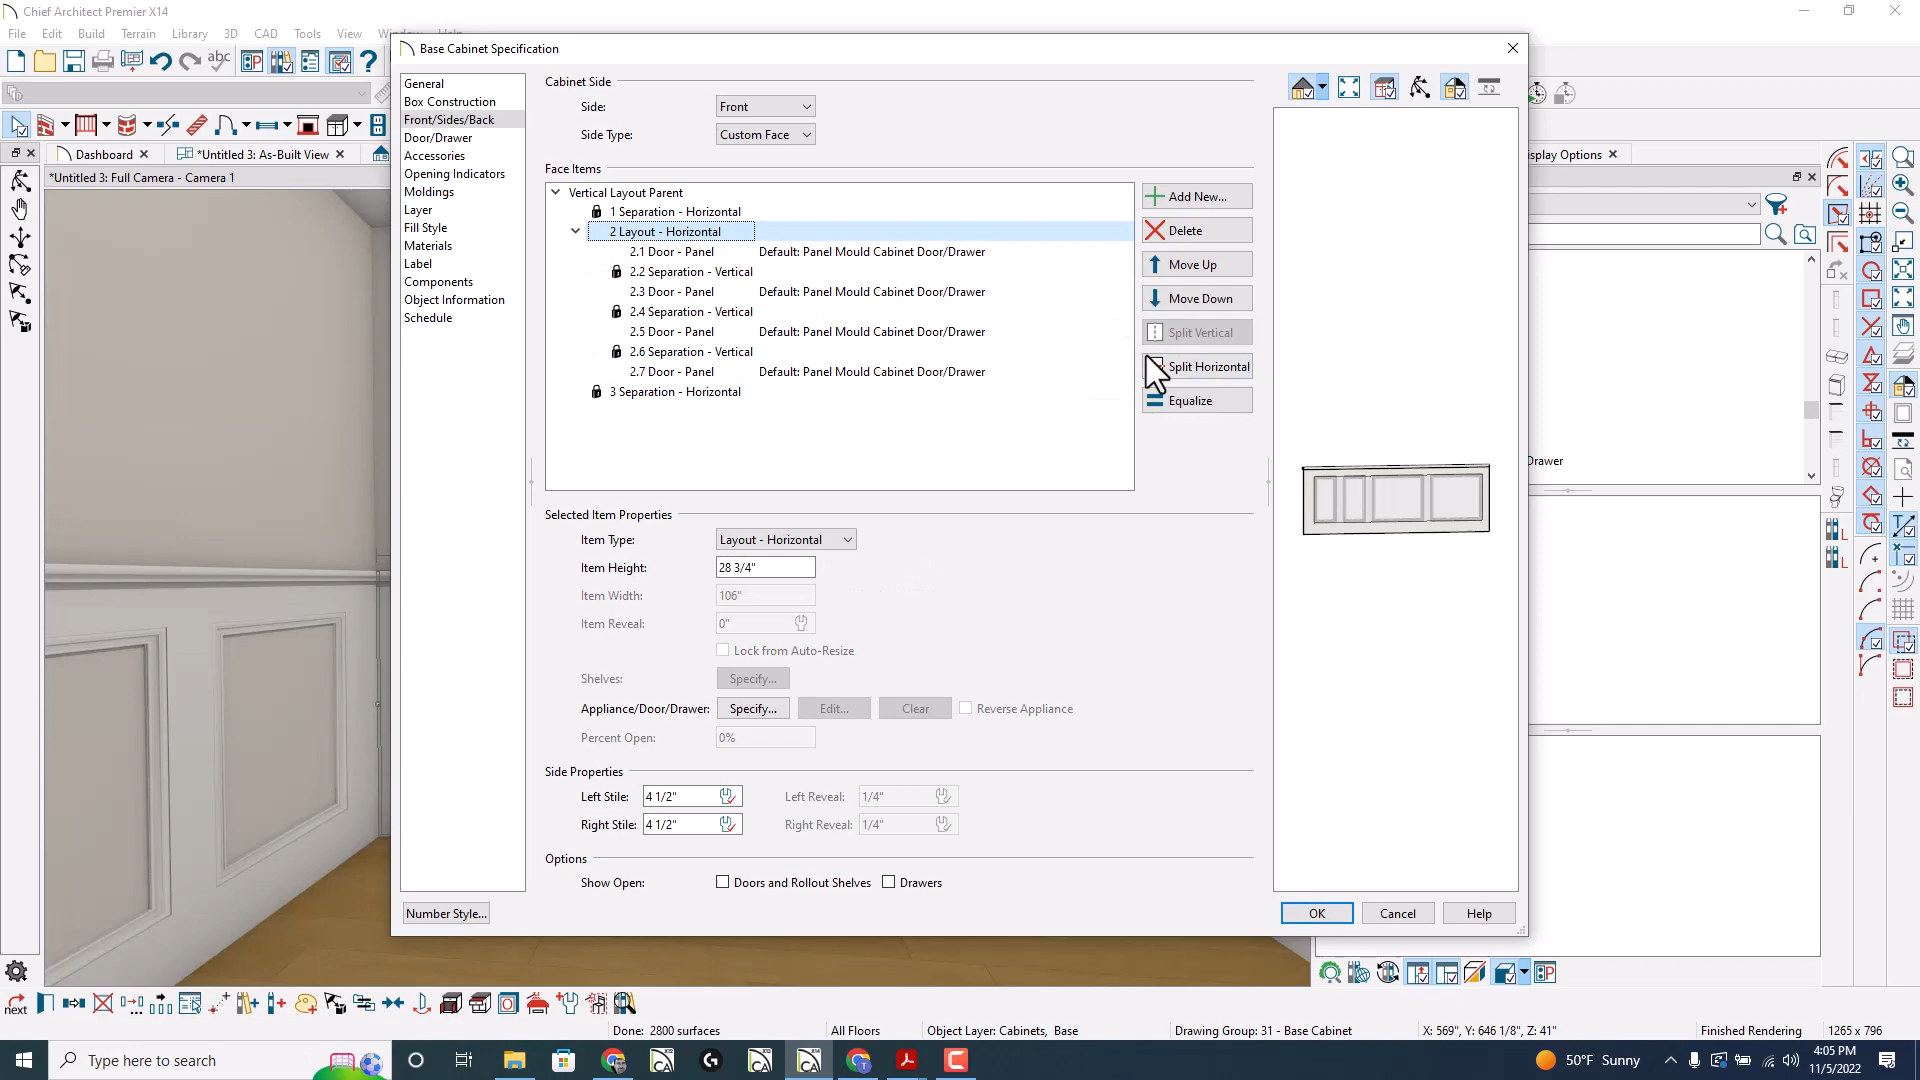 Chief Architect Premier X14
File Edit Build Terrain Library 3D CAD Tools View Window Help
Base Cabinet Specification
Dashboard
*Untitled 3: As-Built View
*Untitled 3: Full Camera - Camera 1
General
Box Construction
Front/Sides/Back
Door/Drawer
Accessories
Opening Indicators
Moldings
Layer
Fill Style
Materials
Label
Components
Object Information
Schedule
Number Style...
Cabinet Side
Side: Front
Side Type: Custom Face
Face Items
Vertical Layout Parent
1 Separation - Horizontal
2 Layout - Horizontal
2.1 Door - Panel Default: Panel Mould Cabinet Door/Drawer
2.2 Separation - Vertical
2.3 Door - Panel Default: Panel Mould Cabinet Door/Drawer
2.4 Separation - Vertical
2.5 Door - Panel Default: Panel Mould Cabinet Door/Drawer
2.6 Separation - Vertical
2.7 Door - Panel Default: Panel Mould Cabinet Door/Drawer
3 Separation - Horizontal
Add New...
Delete
Move Up
Move Down
Split Vertical
Split Horizontal
Equalize
Selected Item Properties
Item Type: Layout - Horizontal
Item Height: 28 3/4"
Item Width: 106"
Item Reveal: 0"
Lock from Auto-Resize
Shelves: Specify...
Appliance/Door/Drawer: Specify... Edit... Clear Reverse Appliance
Percent Open: 0%
Side Properties
Left Stile: 4 1/2" Left Reveal: 1/4"
Right Stile: 4 1/2" Right Reveal: 1/4"
Options
Show Open: Doors and Rollout Shelves Drawers
OK Cancel Help
isplay Options
Drawer
next
Done: 2800 surfaces All Floors Object Layer: Cabinets, Base Drawing Group: 31 - Base Cabinet X: 569", Y: 646 1/8", Z: 41" Finished Rendering 1265 x 796
Type here to search
50°F Sunny
4:05 PM
11/5/2022